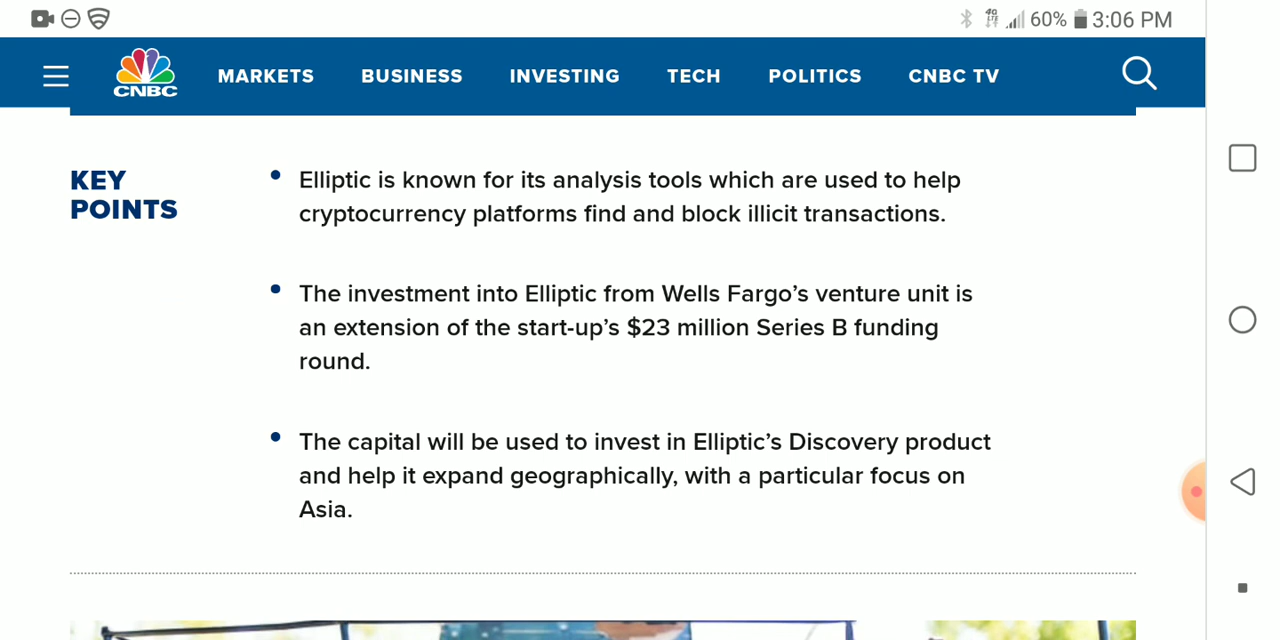 60% 3:06 PM
4G
LTE
CNBC
MARKETS BUSINESS INVESTING TECH POLITICS CNBC TV
KEY
POINTS
• Elliptic is known for its analysis tools which are used to help
cryptocurrency platforms find and block illicit transactions.
• The investment into Elliptic from Wells Fargo’s venture unit is
an extension of the start-up’s $23 million Series B funding
round.
• The capital will be used to invest in Elliptic’s Discovery product
and help it expand geographically, with a particular focus on
Asia.